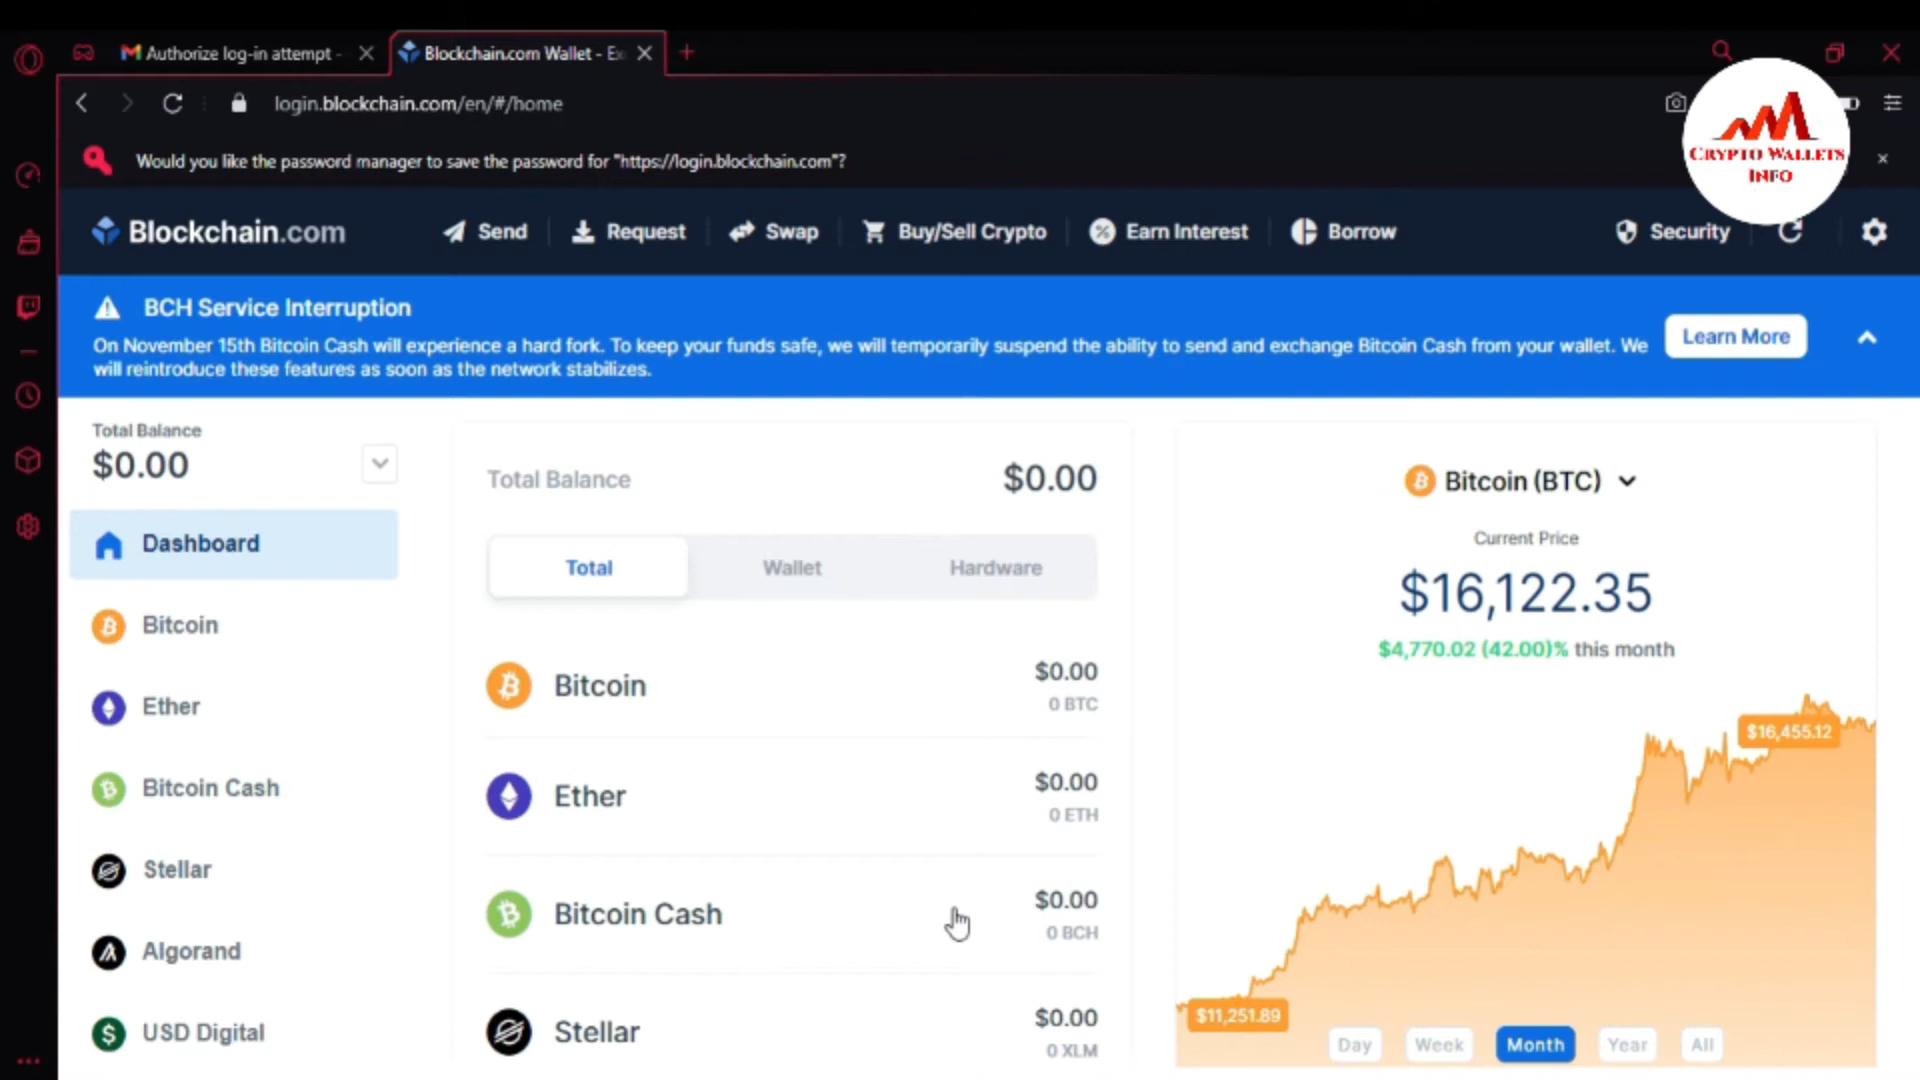 Authorize log-in attempt -
Blockchain.com Wallet - Ex
login.blockchain.com/en/#/home
Would you like the password manager to save the password for "https://login.blockchain.com"?
CRYPTO WALLETS
INFO
Blockchain.com
Send
Request
Swap
Buy/Sell Crypto
Earn Interest
Borrow
Security
BCH Service Interruption
On November 15th Bitcoin Cash will experience a hard fork. To keep your funds safe, we will temporarily suspend the ability to send and exchange Bitcoin Cash from your wallet. We
will reintroduce these features as soon as the network stabilizes.
Learn More
Total Balance
$0.00
Dashboard
Bitcoin
Ether
Bitcoin Cash
Stellar
Algorand
USD Digital
Total Balance
$0.00
Total
Wallet
Hardware
Bitcoin
$0.00
0 BTC
Ether
$0.00
0 ETH
Bitcoin Cash
$0.00
0 BCH
Stellar
$0.00
0 XLM
Bitcoin (BTC)
Current Price
$16,122.35
$4,770.02 (42.00)% this month
$16,455.12
$11,251.89
Day
Week
Month
Year
All